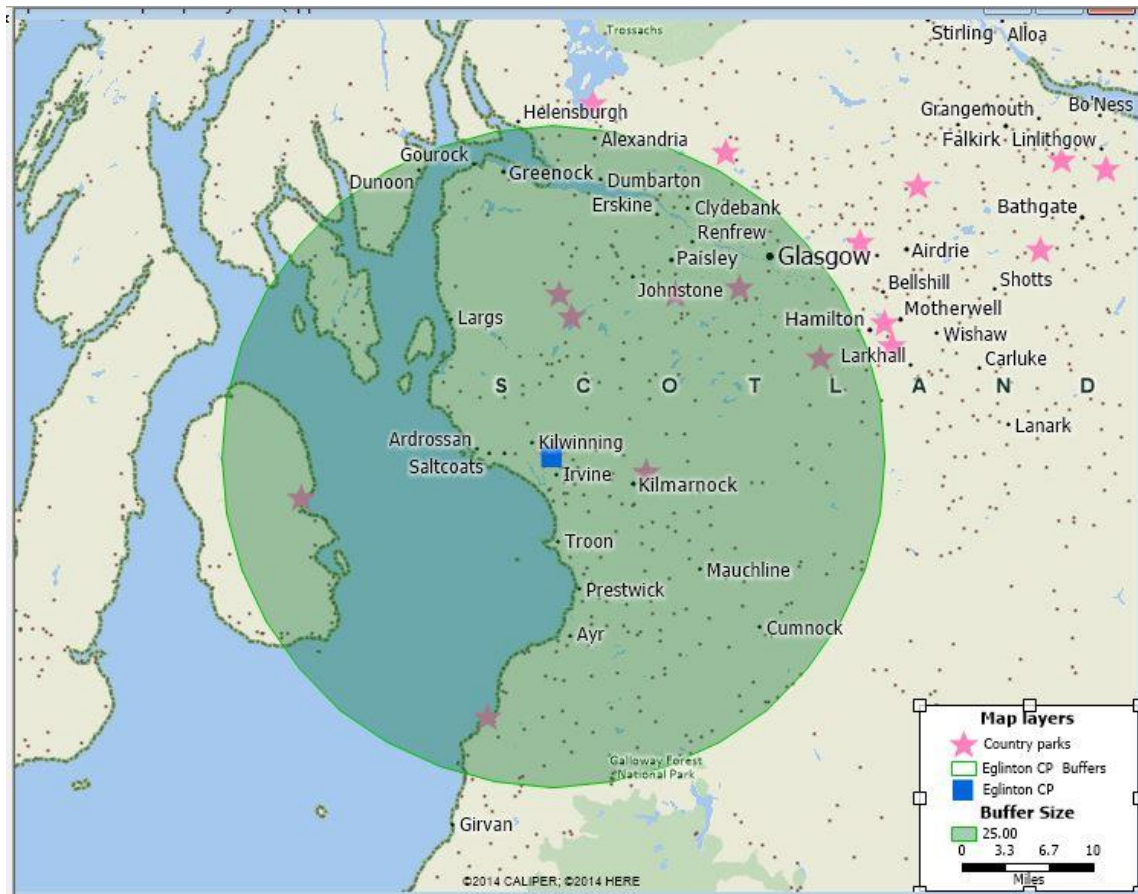 Trossachs
Stirling
Alloa
Helensburgh
Grangemouth
Bo'Ness
Alexandria
Falkirk
Linlithgow
Gourock
Greenock
Dunoon
Dumbarton
Erskine
Clydebank
Bathgate
Renfrew
Glasgow
Airdrie
Paisley
Johnstone
Bellshill
Shotts
Largs
Hamilton
Motherwell
Wishaw
Larkhall
Carluke
S C O T L A N D
Lanark
Ardrossan
Kilwinning
Saltcoats
Irvine
Kilmarnock
Troon
Mauchline
Prestwick
Ayr
Cumnock
Galloway Forest
National Park
Girvan
Map layers
Country parks
Eglinton CP Buffers
Eglinton CP
Buffer Size
25.00
0 3.3 6.7 10
Miles
©2014 CALIPER; ©2014 HERE